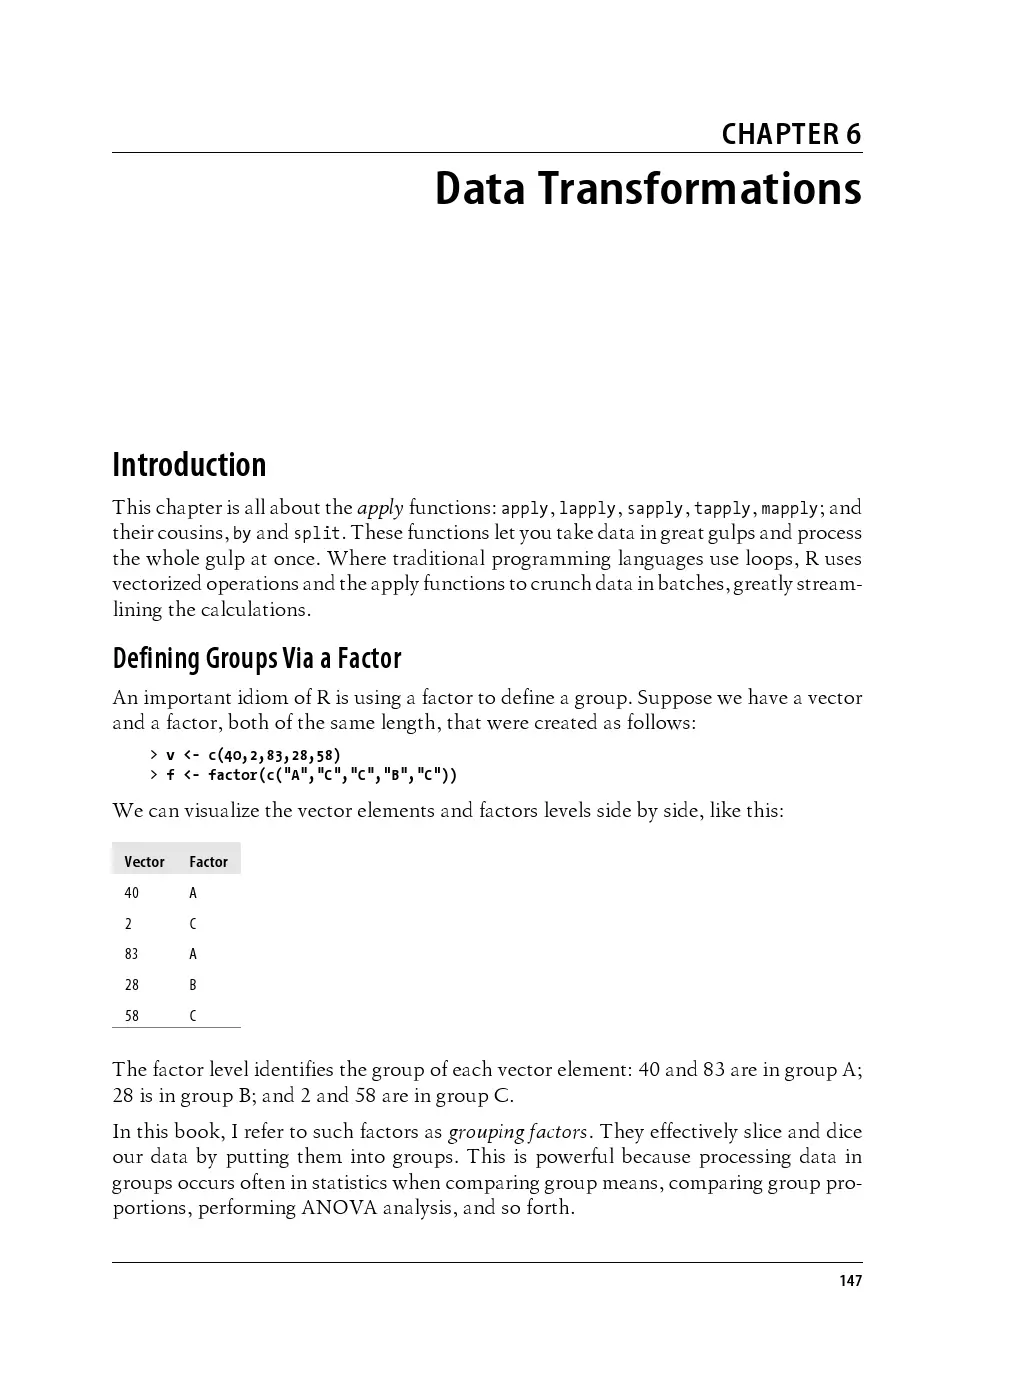 CHAPTER 6
Data Transformations
Introduction
This chapter is all about the apply functions: apply, lapply, sapply, tapply, mapply; and
their cousins, by and split. These functions let you take data in great gulps and process
the whole gulp at once. Where traditional programming languages use loops, R uses
vectorized operations and the apply functions to crunch data in batches, greatly stream-
lining the calculations.
Defining Groups Via a Factor
An important idiom of R is using a factor to define a group. Suppose we have a vector
and a factor, both of the same length, that were created as follows:
> v <- c(40,2,83,28,58)
> f <- factor(c("A","C","C","B","C"))
We can visualize the vector elements and factors levels side by side, like this:
Vector Factor
40 A
2 C
83 A
28 B
58 C
The factor level identifies the group of each vector element: 40 and 83 are in group A;
28 is in group B; and 2 and 58 are in group C.
In this book, I refer to such factors as grouping factors. They effectively slice and dice
our data by putting them into groups. This is powerful because processing data in
groups occurs often in statistics when comparing group means, comparing group pro-
portions, performing ANOVA analysis, and so forth.
147